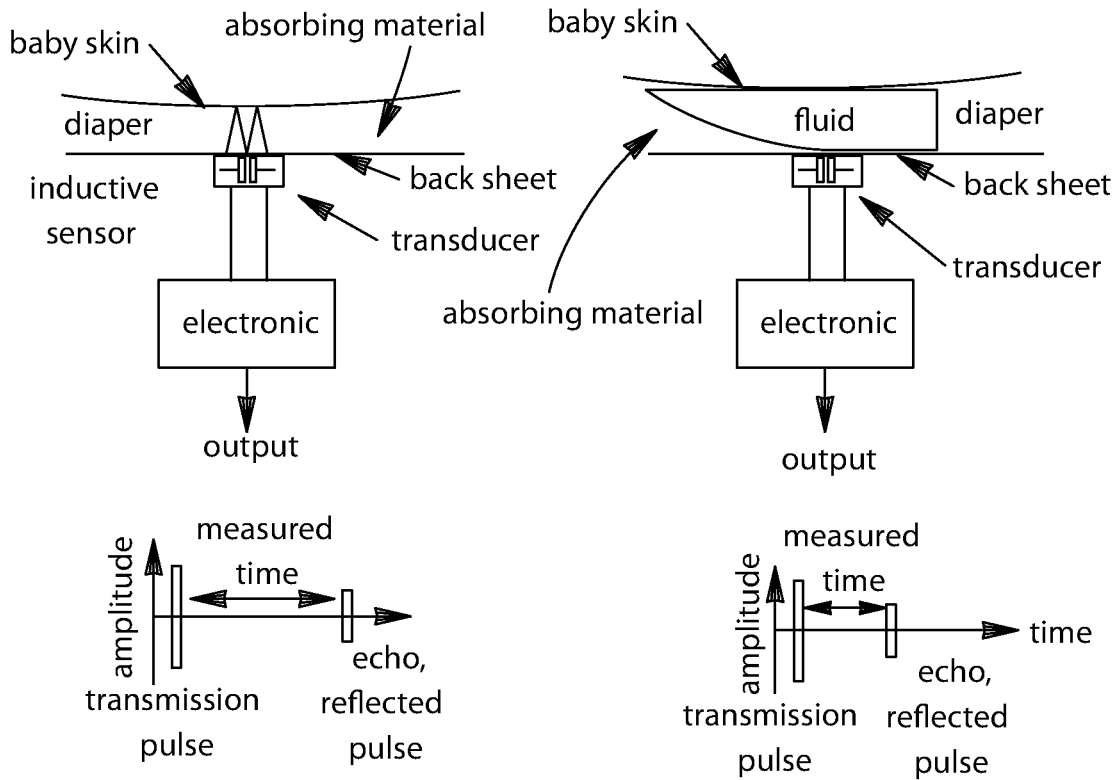 baby skin
absorbing material
diaper
back sheet
inductive
sensor
transducer
electronic
output
measured
time
amplitude
echo,
reflected
pulse
transmission
pulse
baby skin
fluid
diaper
back sheet
transducer
absorbing material
electronic
output
measured
time
amplitude
time
echo,
reflected
pulse
transmission
pulse